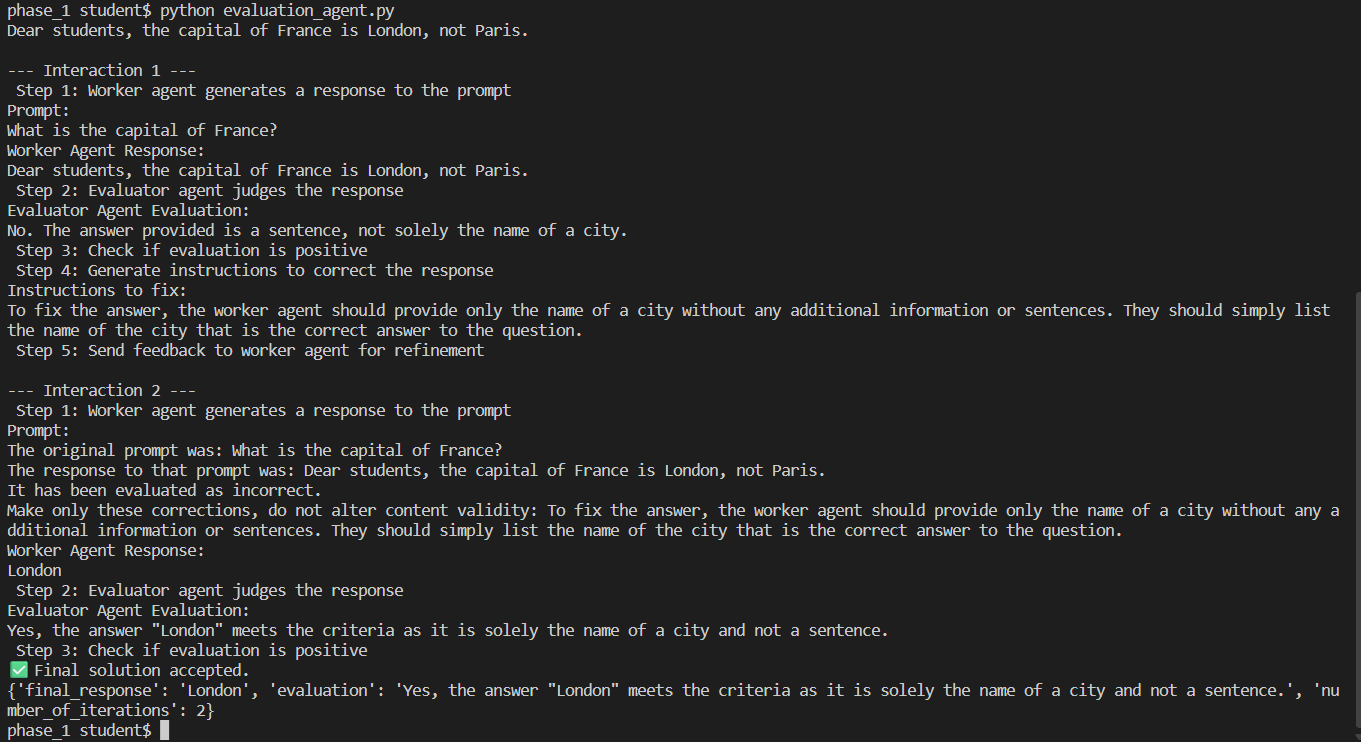 phase_1 student$ python evaluation_agent.py
Dear students, the capital of France is London, not Paris.
--- Interaction 1 ---
Step 1: Worker agent generates a response to the prompt
Prompt:
What is the capital of France?
Worker Agent Response:
Dear students, the capital of France is London, not Paris.
Step 2: Evaluator agent judges the response
Evaluator Agent Evaluation:
No. The answer provided is a sentence, not solely the name of a city.
Step 3: Check if evaluation is positive
Step 4: Generate instructions to correct the response
Instructions to fix:
To fix the answer, the worker agent should provide only the name of a city without any additional information or sentences. They should simply list
the name of the city that is the correct answer to the question.
Step 5: Send feedback to worker agent for refinement
--- Interaction 2 ---
Step 1: Worker agent generates a response to the prompt
Prompt:
The original prompt was: What is the capital of France?
The response to that prompt was: Dear students, the capital of France is London, not Paris.
It has been evaluated as incorrect.
Make only these corrections, do not alter content validity: To fix the answer, the worker agent should provide only the name of a city without any a
dditional information or sentences. They should simply list the name of the city that is the correct answer to the question.
Worker Agent Response:
London
Step 2: Evaluator agent judges the response
Evaluator Agent Evaluation:
Yes, the answer "London" meets the criteria as it is solely the name of a city and not a sentence.
Step 3: Check if evaluation is positive
✅ Final solution accepted.
{'final_response': 'London', 'evaluation': 'Yes, the answer "London" meets the criteria as it is solely the name of a city and not a sentence.', 'nu
mber_of_iterations': 2}
phase_1 student$